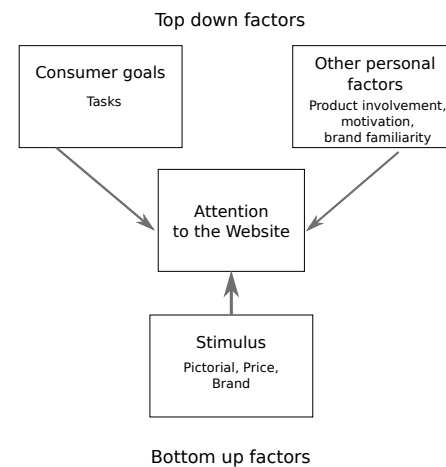 Top down factors
Consumer goals
Tasks
Other personal
factors
Product involvement,
motivation,
brand familiarity
Attention
to the Website
Stimulus
Pictorial, Price,
Brand
Bottom up factors